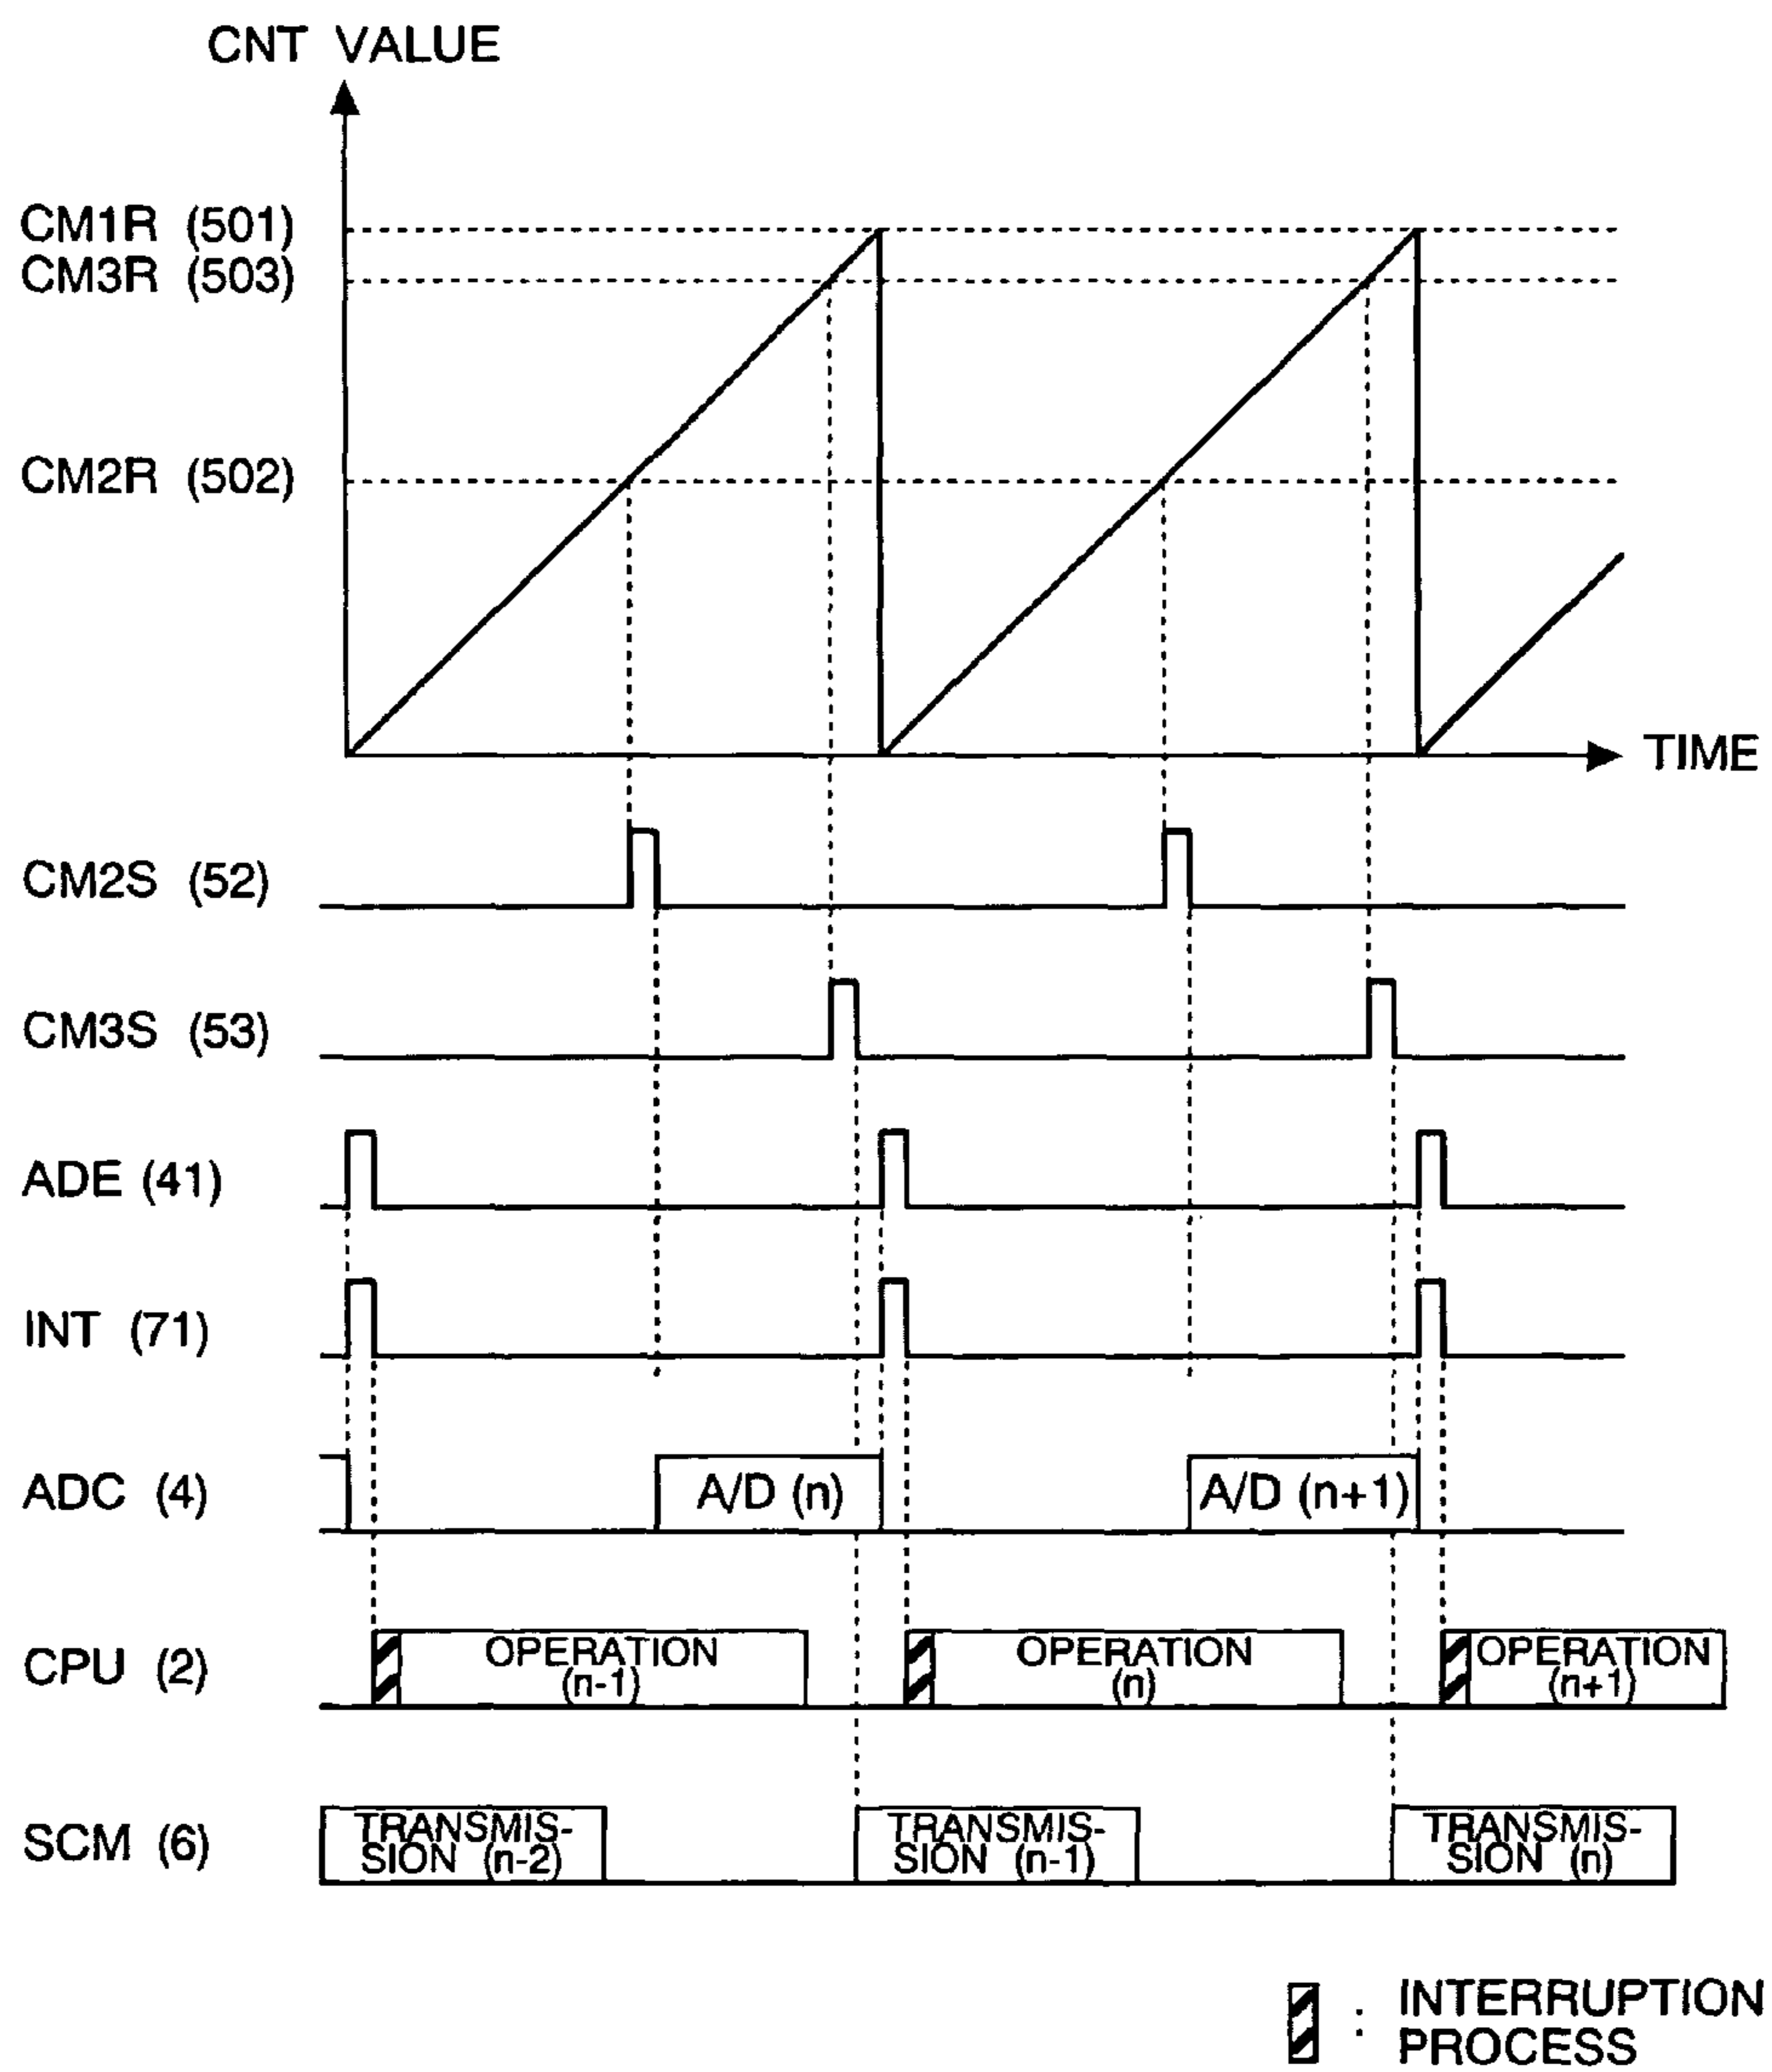 CNT VALUE
CM1R (501)
CM3R (503)
CM2R (502)
TIME
CM2S (52)
CM3S (53)
ADE (41)
INT (71)
ADC (4)
A/D (n)
A/D (n+1)
CPU (2)
OPERATION
(n-1)
OPERATION
(n)
OPERATION
(n+1)
SCM (6)
TRANSMIS-
SION (n-2)
TRANSMIS-
SION (n-1)
TRANSMIS-
SION (n)
: INTERRUPTION
PROCESS